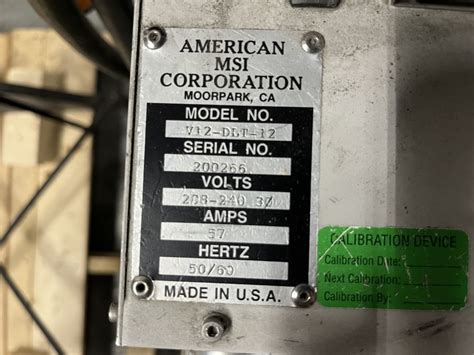 AMERICAN
MSI
CORPORATION
MOORPARK, CA
MODEL NO.
V12-DDT-12
SERIAL NO.
200266
VOLTS
208-240 3Ø
AMPS
57
HERTZ
50/60
MADE IN U.S.A.
CALIBRATION DEVICE
Calibration Date:
Next Calibration:
Calibration By: